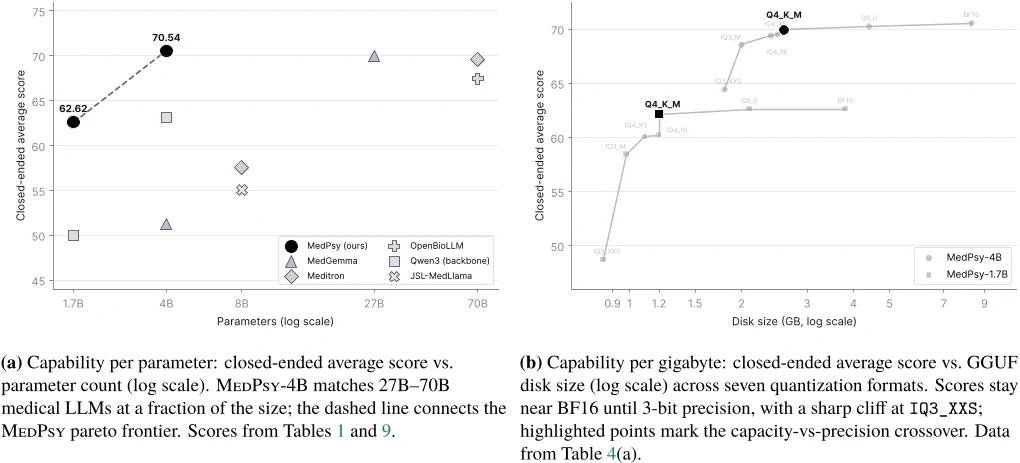 75
70
65
60
55
50
45
Closed-ended average score
70.54
62.62
MedPsy (ours)
MedGemma
Meditron
OpenBioLLM
Qwen3 (backbone)
JSL-MedLlama
1.7B 4B 8B 27B 70B
Parameters (log scale)
70
65
60
55
50
Closed-ended average score
Q4_K_M
Q8_0
BF16
IQ3_M
IQ4_NL
IQ3_XXS
Q4_K_M
Q8_0
BF16
IQ4_XS
IQ4_NL
IQ3_M
IQ3_XXS
MedPsy-4B
MedPsy-1.7B
0.9 1 1.2 1.5 2 3 4 5 7 9
Disk size (GB, log scale)
(a) Capability per parameter: closed-ended average score vs.
parameter count (log scale). MEDPSY-4B matches 27B–70B
medical LLMs at a fraction of the size; the dashed line connects the
MEDPSY pareto frontier. Scores from Tables 1 and 9.
(b) Capability per gigabyte: closed-ended average score vs. GGUF
disk size (log scale) across seven quantization formats. Scores stay
near BF16 until 3-bit precision, with a sharp cliff at IQ3_XXS;
highlighted points mark the capacity-vs-precision crossover. Data
from Table 4(a).